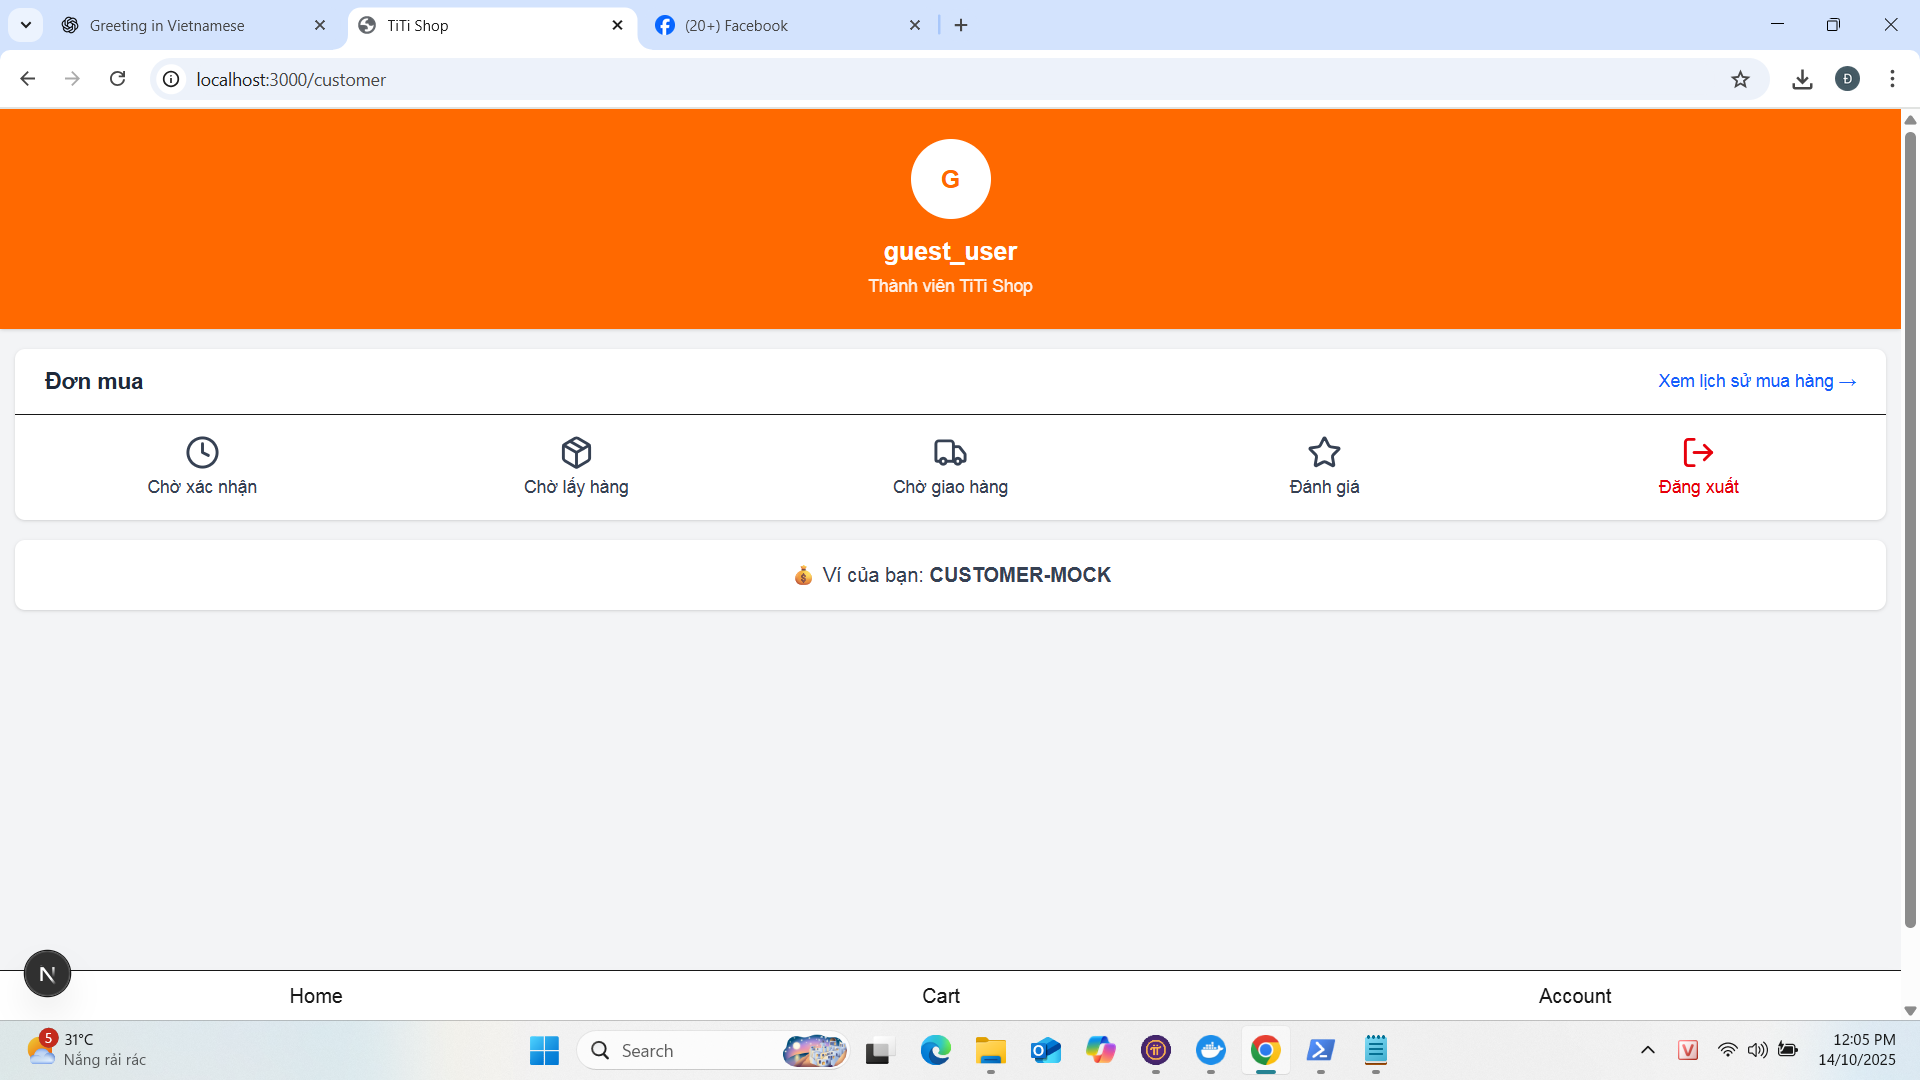 Greeting in Vietnamese
TiTi Shop
(20+) Facebook
localhost:3000/customer
Đ
G
guest_user
Thành viên TiTi Shop
Đơn mua
Xem lịch sử mua hàng →
Chờ xác nhận
Chờ lấy hàng
Chờ giao hàng
Đánh giá
Đăng xuất
💰 Ví của bạn: CUSTOMER-MOCK
N
Home
Cart
Account
5
31°C
Nắng rải rác
Search
V
12:05 PM
14/10/2025